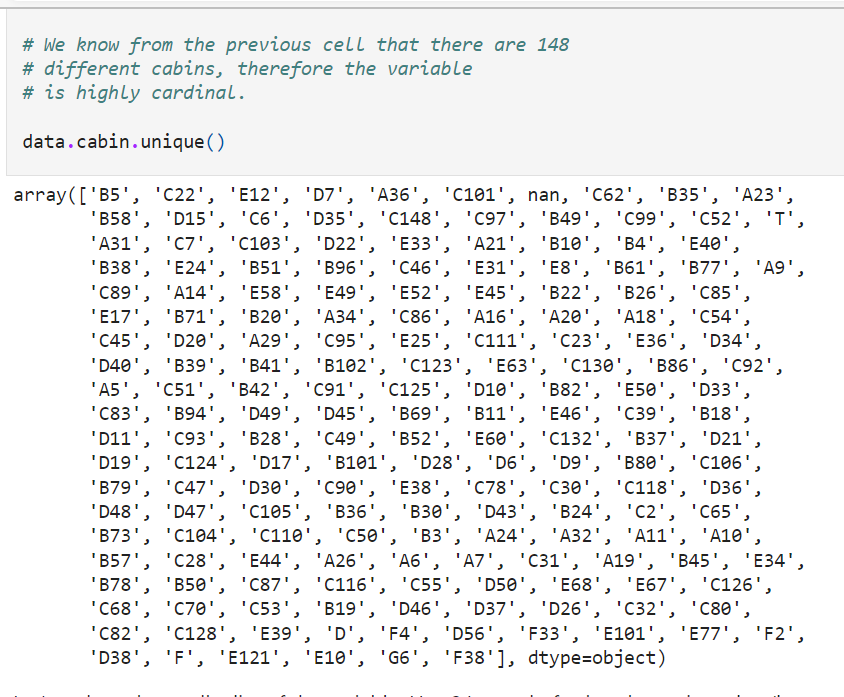 # We know from the previous cell that there are 148
# different cabins, therefore the variable
# is highly cardinal.
data.cabin.unique()
array(['B5', 'C22', 'E12', 'D7', 'A36', 'C101', nan, 'C62', 'B35', 'A23',
'B58', 'D15', 'C6', 'D35', 'C148', 'C97', 'B49', 'C99', 'C52', 'T',
'A31', 'C7', 'C103', 'D22', 'E33', 'A21', 'B10', 'B4', 'E40',
'B38', 'E24', 'B51', 'B96', 'C46', 'E31', 'E8', 'B61', 'B77', 'A9',
'C89', 'A14', 'E58', 'E49', 'E52', 'E45', 'B22', 'B26', 'C85',
'E17', 'B71', 'B20', 'A34', 'C86', 'A16', 'A20', 'A18', 'C54',
'C45', 'D20', 'A29', 'C95', 'E25', 'C111', 'C23', 'E36', 'D34',
'D40', 'B39', 'B41', 'B102', 'C123', 'E63', 'C130', 'B86', 'C92',
'A5', 'C51', 'B42', 'C91', 'C125', 'D10', 'B82', 'E50', 'D33',
'C83', 'B94', 'D49', 'D45', 'B69', 'B11', 'E46', 'C39', 'B18',
'D11', 'C93', 'B28', 'C49', 'B52', 'E60', 'C132', 'B37', 'D21',
'D19', 'C124', 'D17', 'B101', 'D28', 'D6', 'D9', 'B80', 'C106',
'B79', 'C47', 'D30', 'C90', 'E38', 'C78', 'C30', 'C118', 'D36',
'D48', 'D47', 'C105', 'B36', 'B30', 'D43', 'B24', 'C2', 'C65',
'B73', 'C104', 'C110', 'C50', 'B3', 'A24', 'A32', 'A11', 'A10',
'B57', 'C28', 'E44', 'A26', 'A6', 'A7', 'C31', 'A19', 'B45', 'E34',
'B78', 'B50', 'C87', 'C116', 'C55', 'D50', 'E68', 'E67', 'C126',
'C68', 'C70', 'C53', 'B19', 'D46', 'D37', 'D26', 'C32', 'C80',
'C82', 'C128', 'E39', 'D', 'F4', 'D56', 'F33', 'E101', 'E77', 'F2',
'D38', 'F', 'E121', 'E10', 'G6', 'F38'], dtype=object)